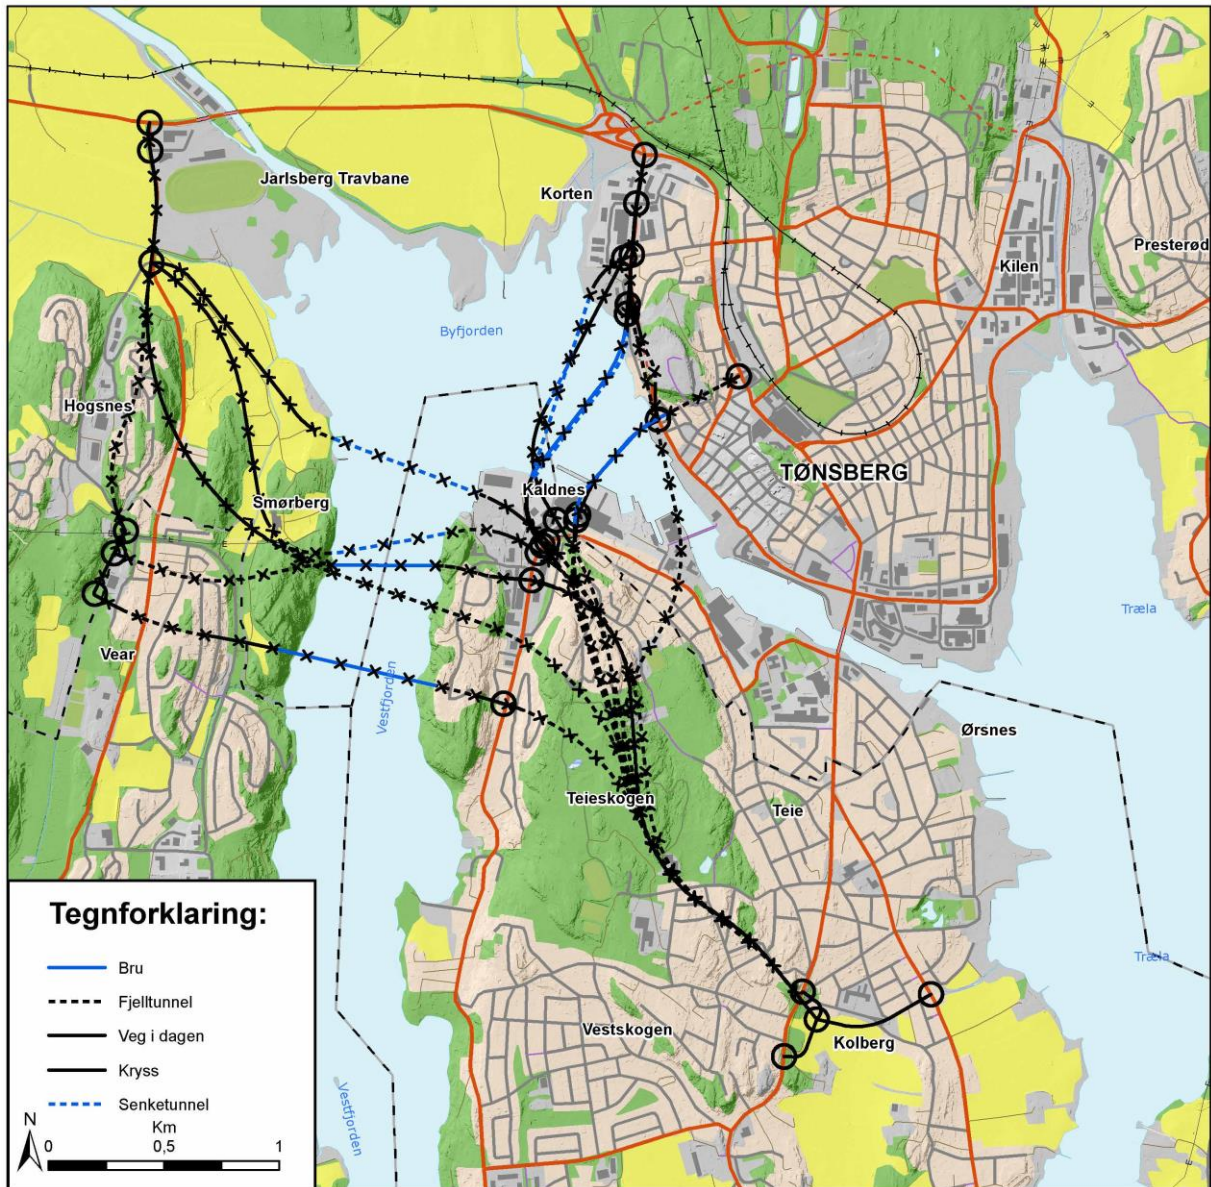 Jarlsberg Travbane
Korten
Presterød
Kilen
Byfjorden
Hogsnes
TØNSBERG
Kaldnes
Smørberg
Træla
Vear
Vestfjorden
Ørsnes
Teieskogen
Teie
Tegnforklaring:
Bru
Fjelltunnel
Veg i dagen
Kryss
Senketunnel
Træla
Vestskogen
Kolberg
Vestfjorden
N
Km
0 0,5 1